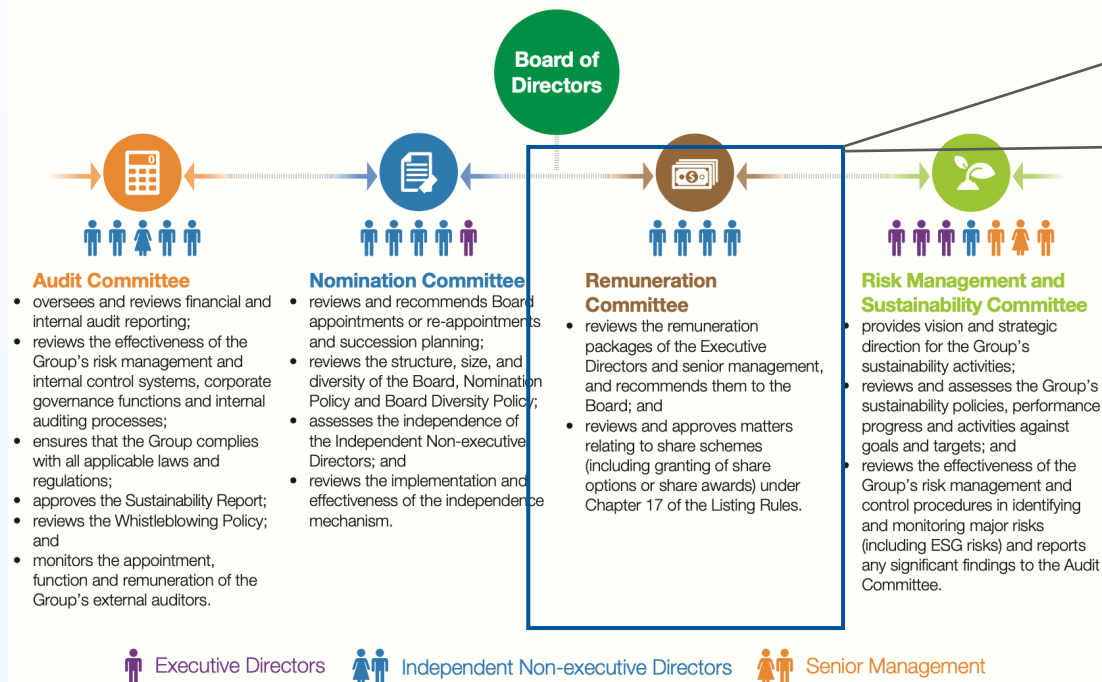 Board of
Directors
0
$
Audit Committee
• oversees and reviews financial and
internal audit reporting;
• reviews the effectiveness of the
Group's risk management and
internal control systems, corporate
governance functions and internal
auditing processes;
• ensures that the Group complies
with all applicable laws and
regulations;
• approves the Sustainability Report;
• reviews the Whistleblowing Policy;
and
• monitors the appointment,
function and remuneration of the
Group's external auditors.
Nomination Committee
• reviews and recommends Board
appointments or re-appointments
and succession planning;
• reviews the structure, size, and
diversity of the Board, Nomination
Policy and Board Diversity Policy;
• assesses the independence of
the Independent Non-executive
Directors; and
• reviews the implementation and
effectiveness of the independence
mechanism.
Remuneration
Committee
• reviews the remuneration
packages of the Executive
Directors and senior management,
and recommends them to the
Board; and
• reviews and approves matters
relating to share schemes
(including granting of share
options or share awards) under
Chapter 17 of the Listing Rules.
Risk Management and
Sustainability Committee
• provides vision and strategic
direction for the Group's
sustainability activities;
• reviews and assesses the Group's
sustainability policies, performance
progress and activities against
goals and targets; and
• reviews the effectiveness of the
Group's risk management and
control procedures in identifying
and monitoring major risks
(including ESG risks) and reports
any significant findings to the Audit
Committee.
Executive Directors
Independent Non-executive Directors
Senior Management